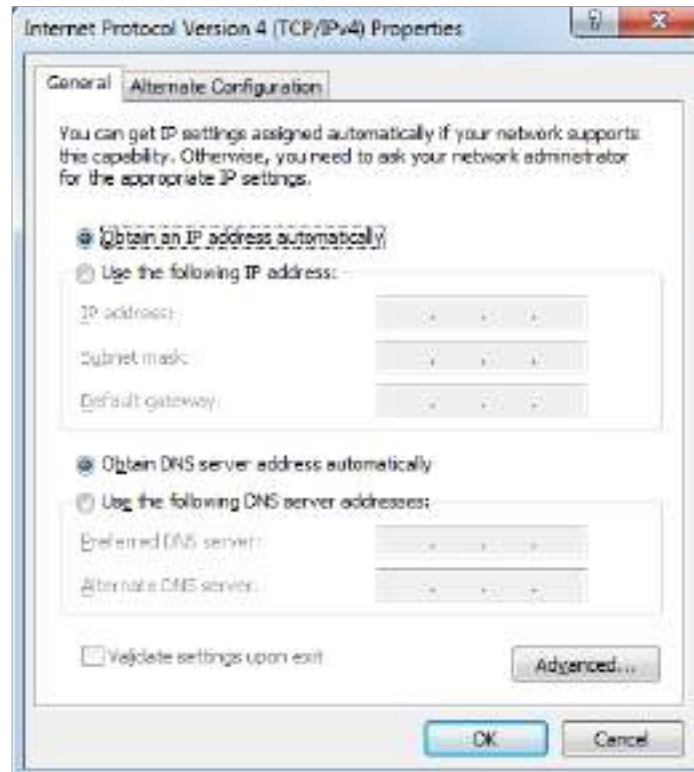 Internet Protocol Version 4 (TCP/IPv4) Properties
General
Alternate Configuration
You can get IP settings assigned automatically if your network supports
this capability. Otherwise, you need to ask your network administrator
for the appropriate IP settings.
Obtain an IP address automatically
Use the following IP address:
IP address:
Subnet mask:
Default gateway:
Obtain DNS server address automatically
Use the following DNS server addresses:
Preferred DNS server:
Alternate DNS server:
Validate settings upon exit
Advanced...
OK
Cancel